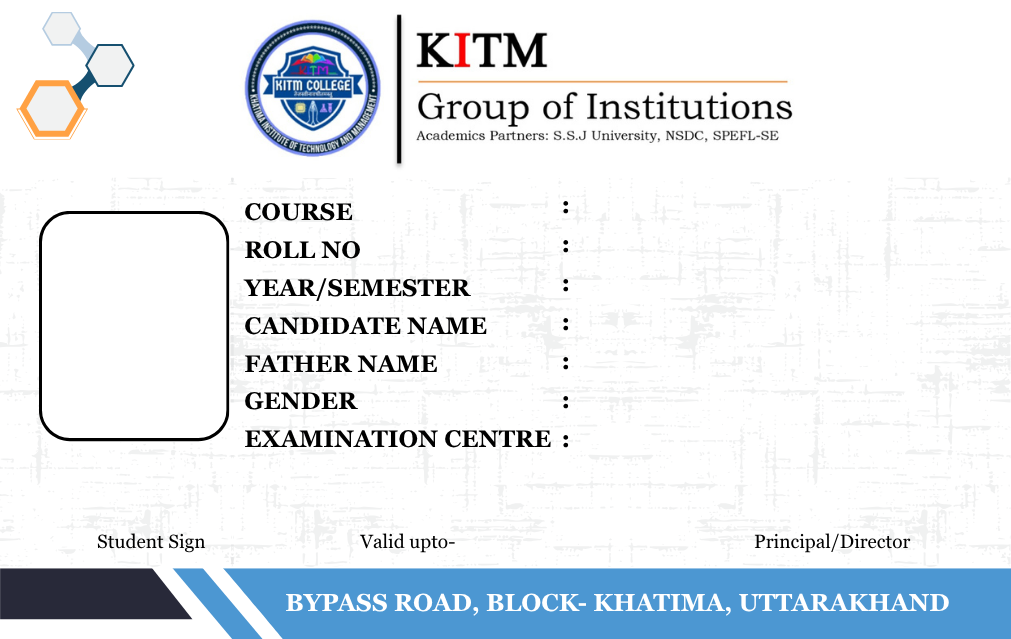 KITM
KITM COLLEGE
KHATIMA INSTITUTE OF TECHNOLOGY AND MANAGEMENT
KITM
Group of Institutions
Academics Partners: S.S.J University, NSDC, SPEFL-SE
COURSE :
ROLL NO :
YEAR/SEMESTER :
CANDIDATE NAME :
FATHER NAME :
GENDER :
EXAMINATION CENTRE :
Student Sign Valid upto- Principal/Director
BYPASS ROAD, BLOCK- KHATIMA, UTTARAKHAND